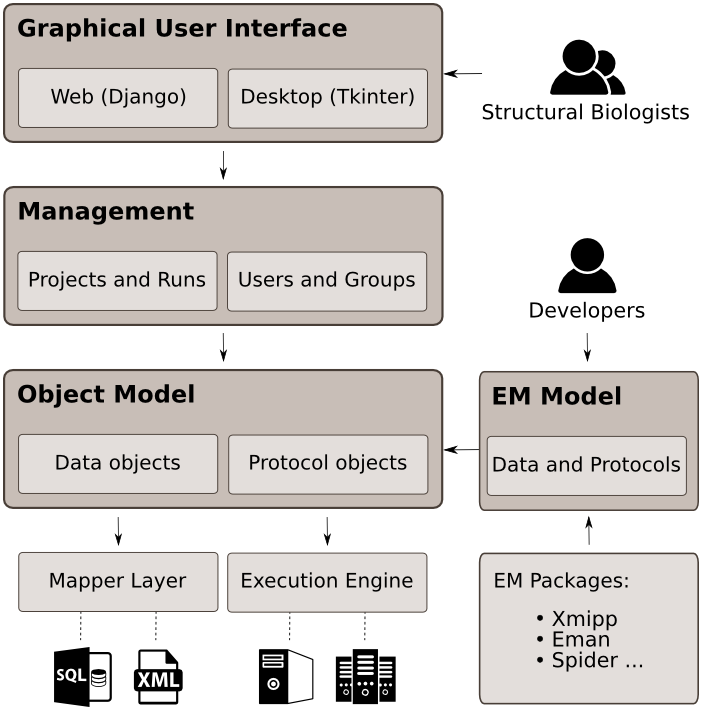 Graphical User Interface
Web (Django)
Desktop (Tkinter)
Structural Biologists
Management
Projects and Runs
Users and Groups
Developers
Object Model
Data objects
Protocol objects
EM Model
Data and Protocols
Mapper Layer
Execution Engine
EM Packages:
• Xmipp
• Eman
• Spider ...
SQL
XML